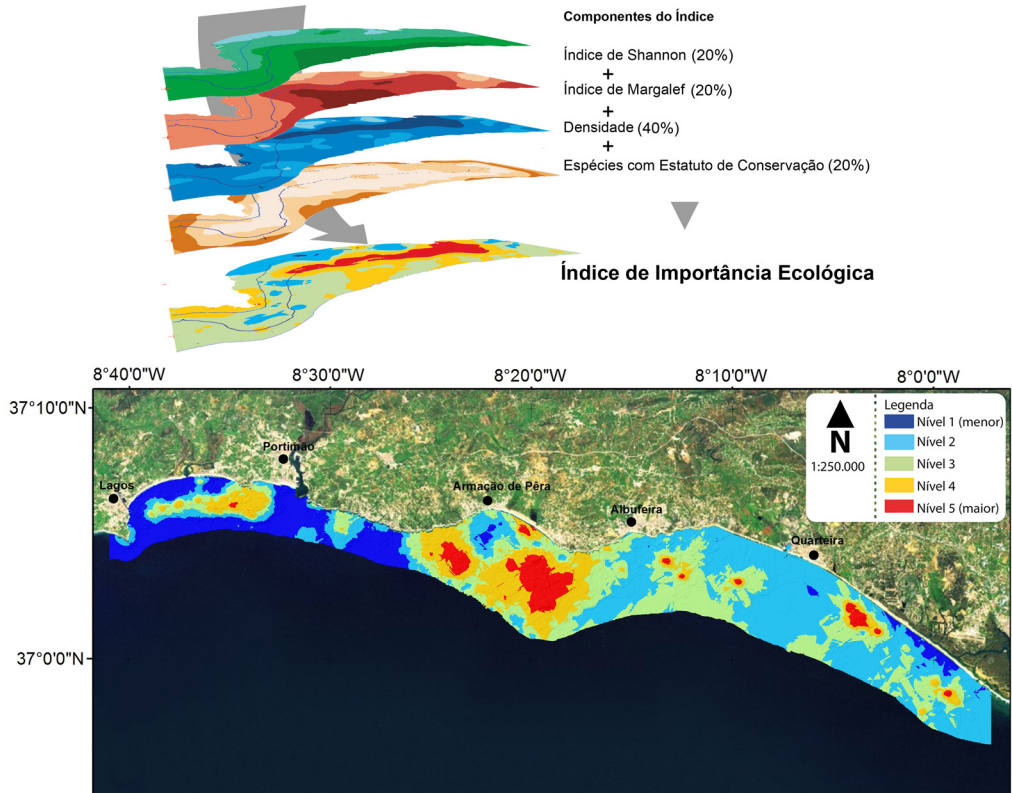 Componentes do Índice
Índice de Shannon (20%)
+
Índice de Margalef (20%)
+
Densidade (40%)
+
Espécies com Estatuto de Conservação (20%)
Índice de Importância Ecológica
8°40'0"W
8°30'0"W
8°20'0"W
8°10'0"W
8°0'0"W
37°10'0"N
37°0'0"N
N
1:250.000
Legenda
Nível 1 (menor)
Nível 2
Nível 3
Nível 4
Nível 5 (maior)
Portimão
Lagos
Armação de Pêra
Albufeira
Quarteira